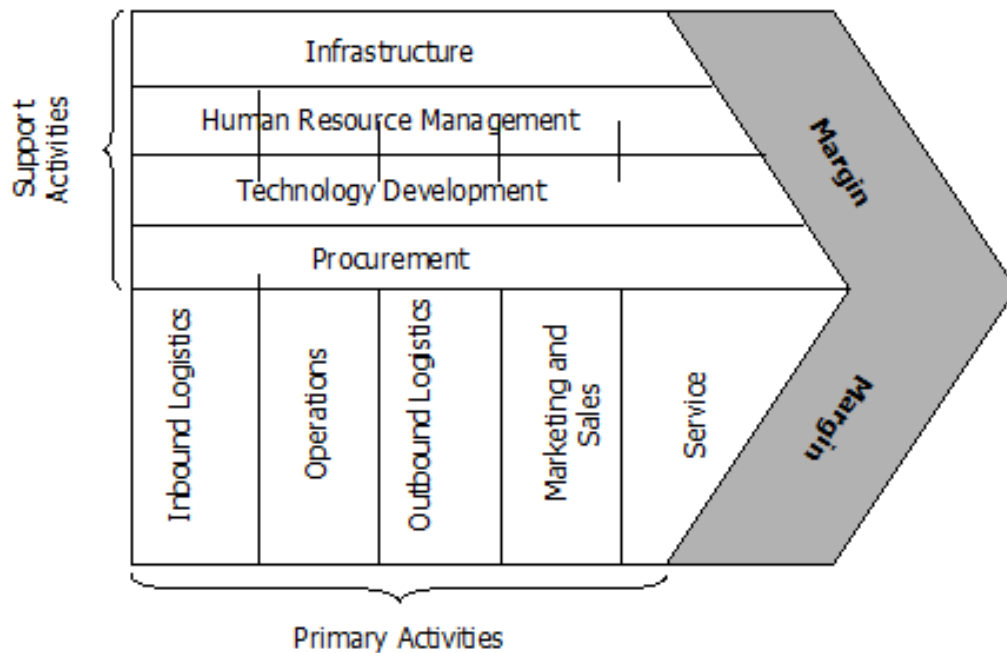 Support
Activities
Infrastructure
Human Resource Management
Technology Development
Procurement
Margin
Inbound Logistics
Operations
Outbound Logistics
Marketing and
Sales
Service
Margin
Primary Activities